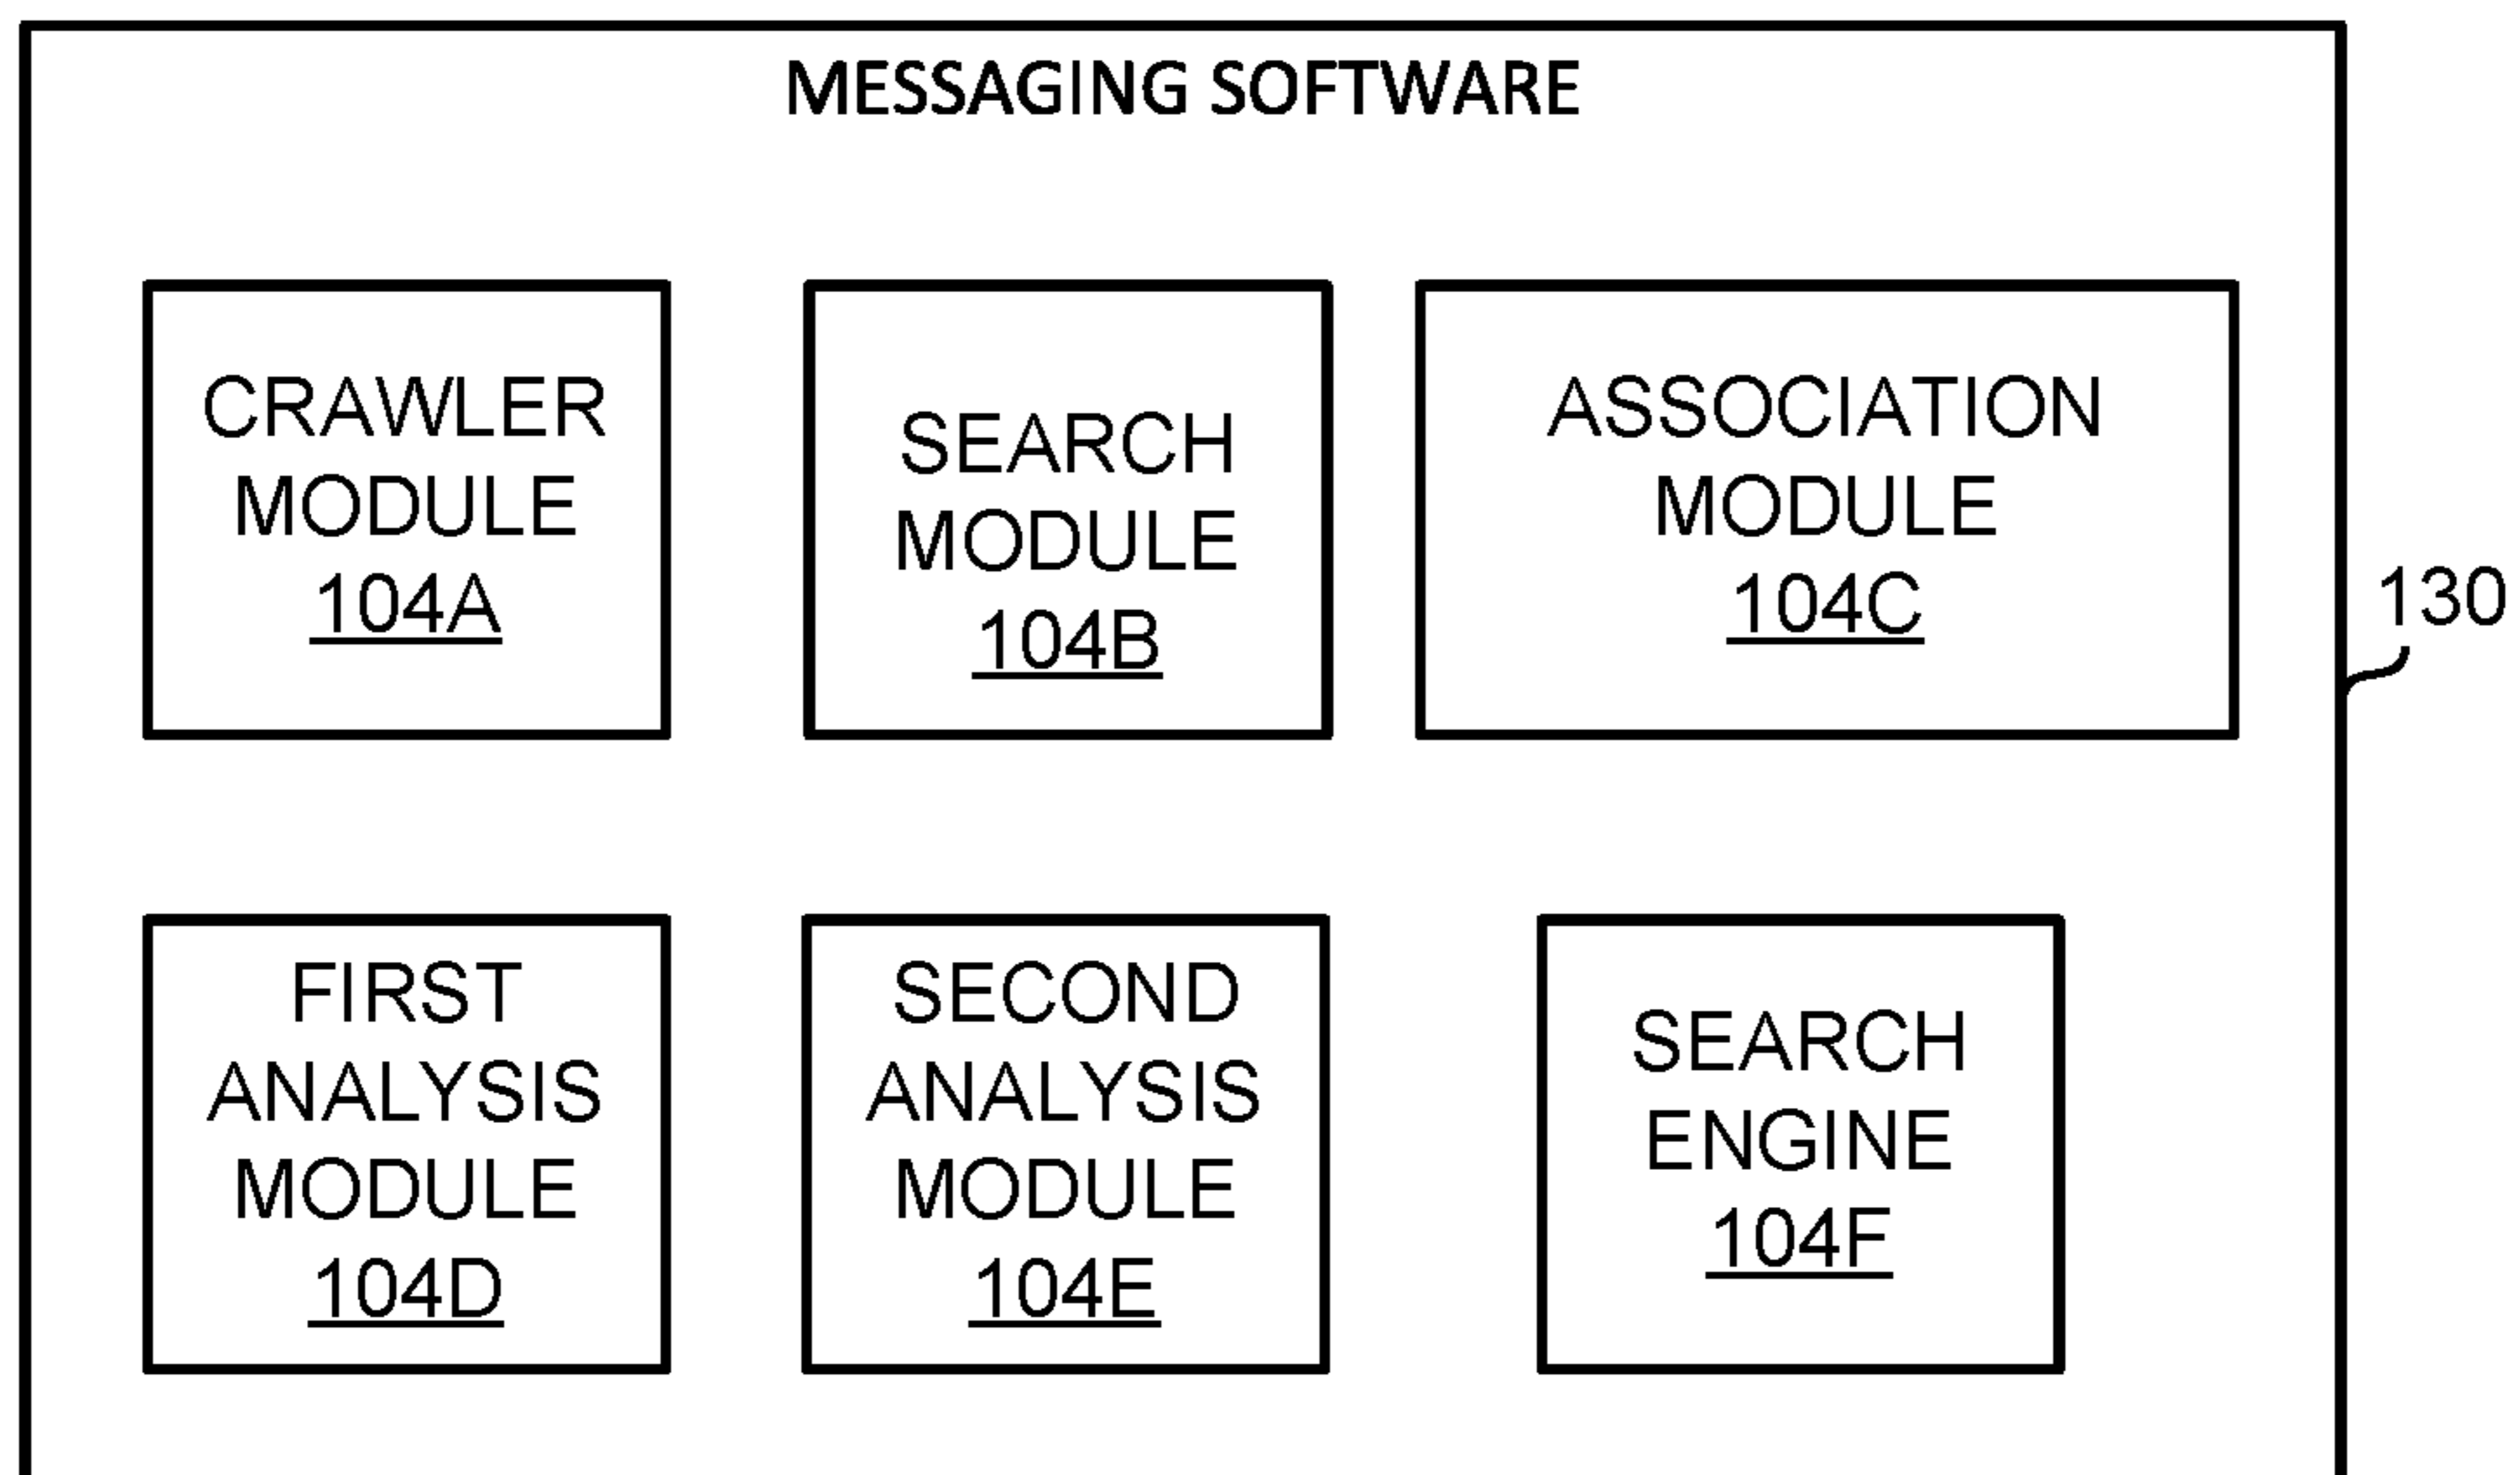 MESSAGING SOFTWARE
CRAWLER
MODULE
104A
SEARCH
MODULE
104B
ASSOCIATION
MODULE
104C
130
FIRST
ANALYSIS
MODULE
104D
SECOND
ANALYSIS
MODULE
104E
SEARCH
ENGINE
104F